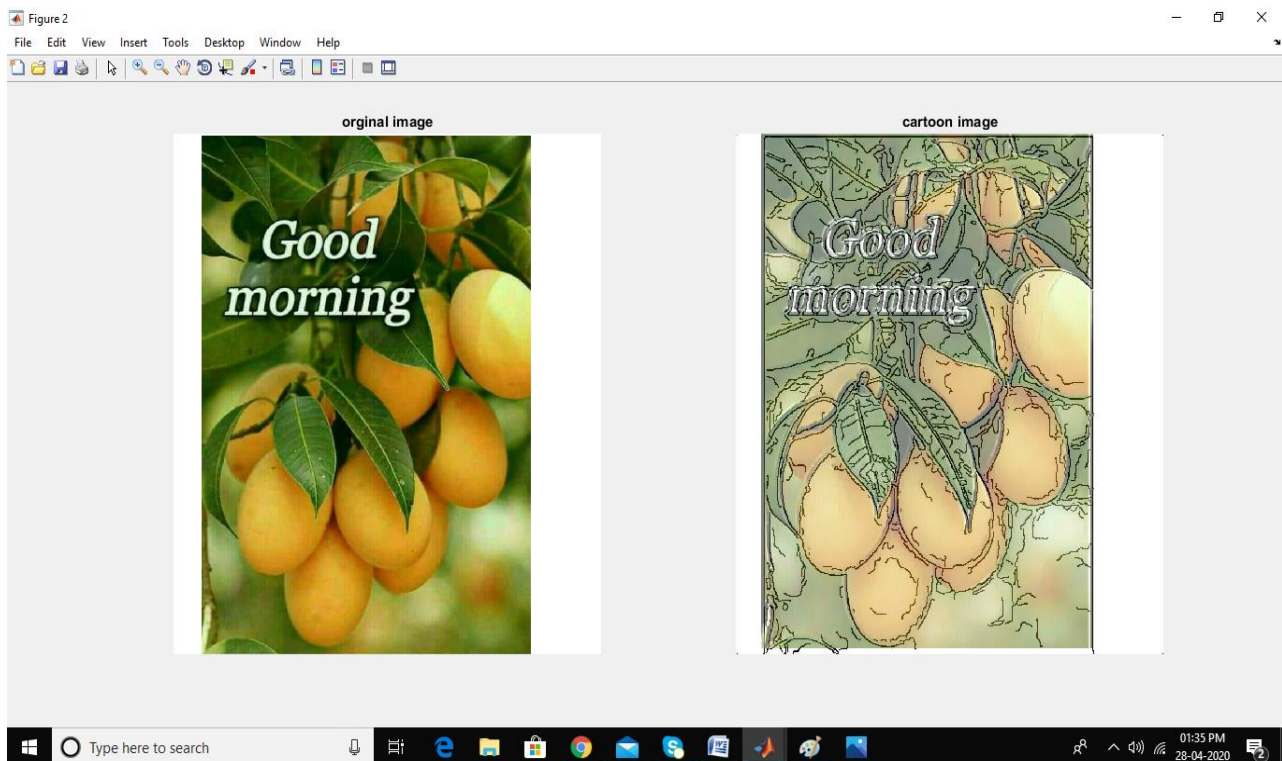 Figure 2
File Edit View Insert Tools Desktop Window Help
orginal image
cartoon image
Good
morning
Good
morning
Type here to search
01:35 PM
28-04-2020
2